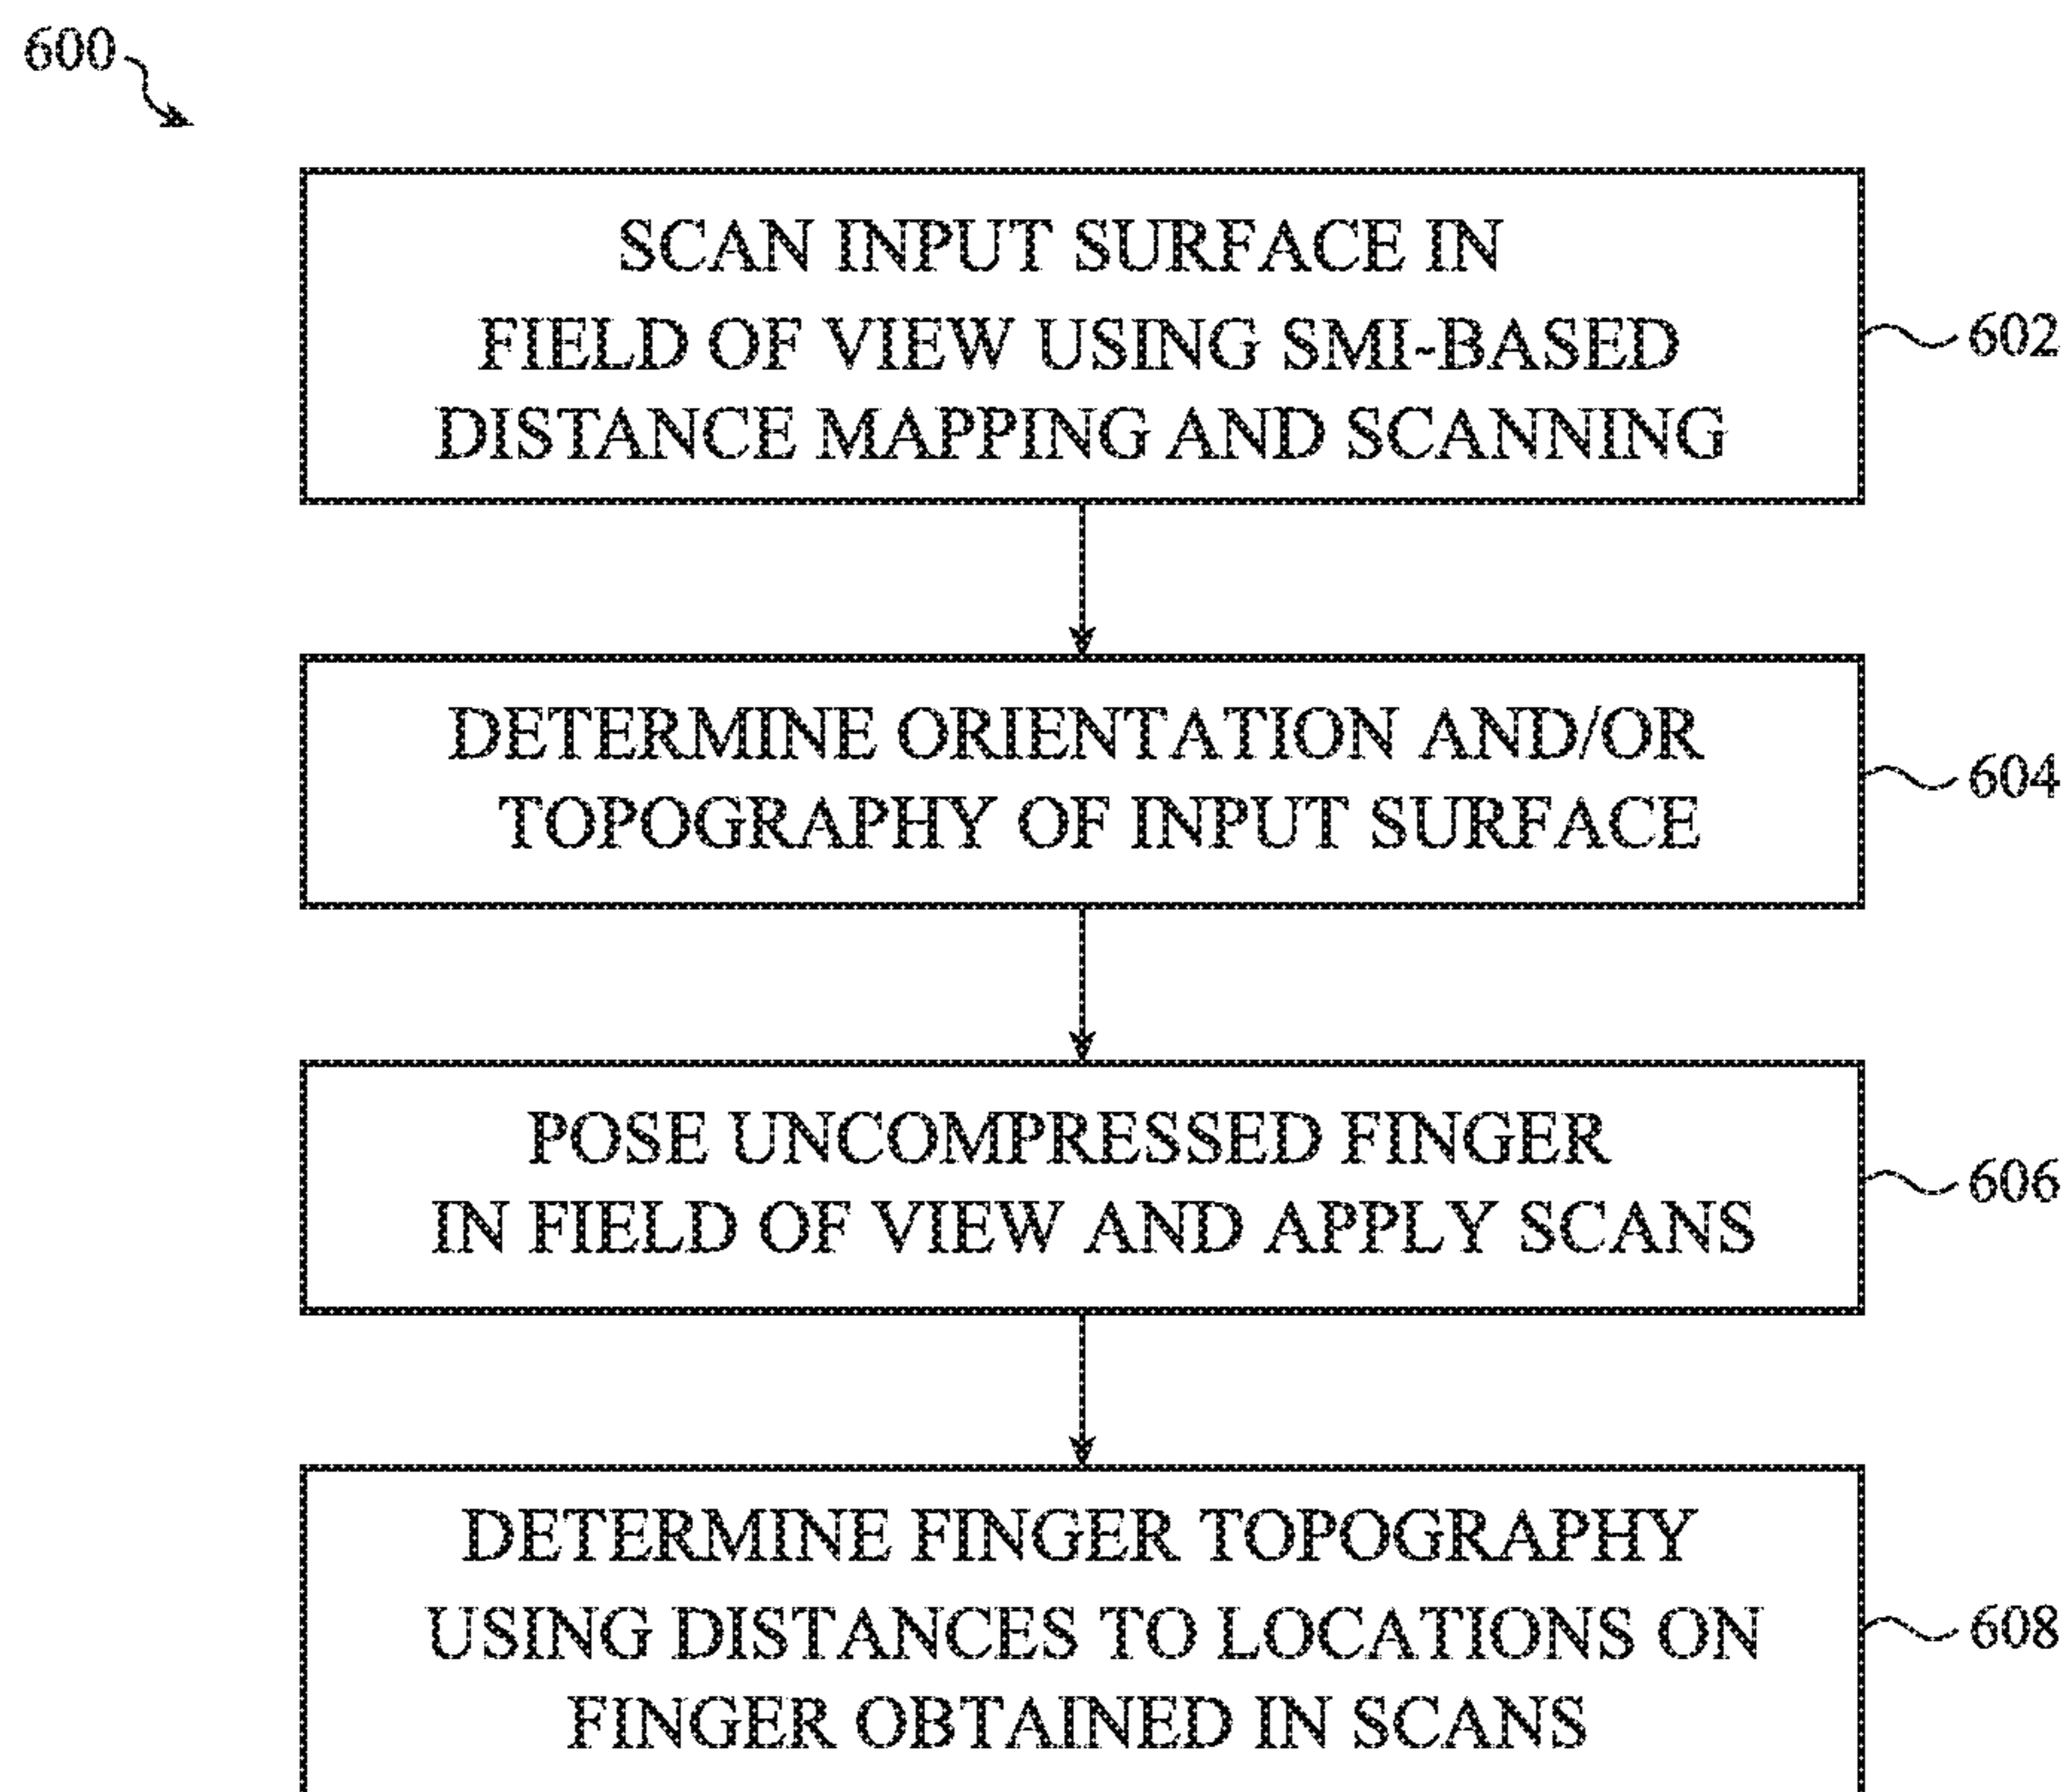 600
SCAN INPUT SURFACE IN
FIELD OF VIEW USING SMI-BASED
DISTANCE MAPPING AND SCANNING
602
DETERMINE ORIENTATION AND/OR
TOPOGRAPHY OF INPUT SURFACE
604
POSE UNCOMPRESSED FINGER
IN FIELD OF VIEW AND APPLY SCANS
606
DETERMINE FINGER TOPOGRAPHY
USING DISTANCES TO LOCATIONS ON
FINGER OBTAINED IN SCANS
608